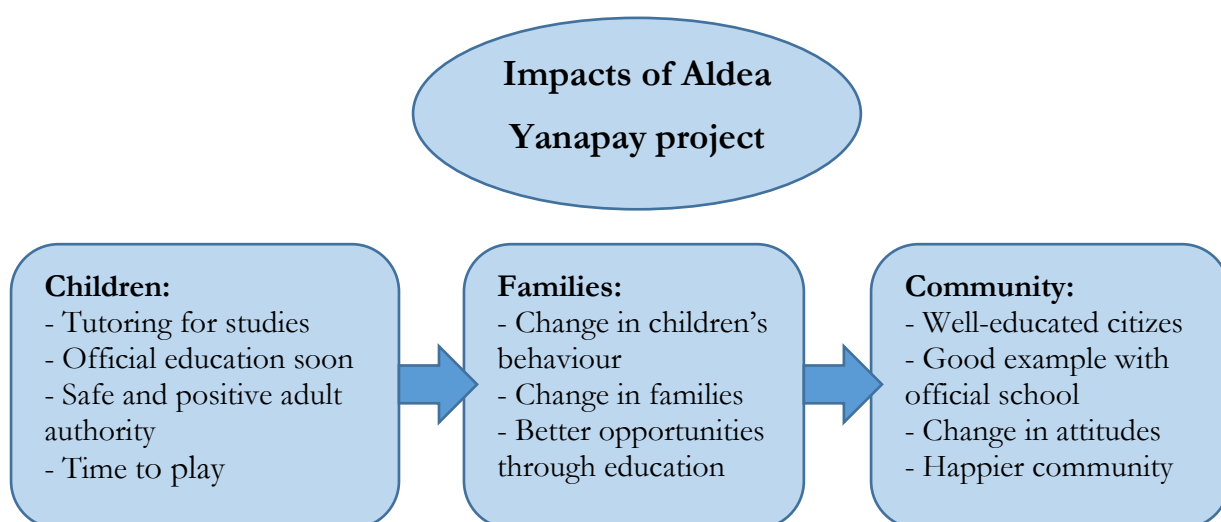 Impacts of Aldea
Yanapay project
Children:
- Tutoring for studies
- Official education soon
- Safe and positive adult
authority
- Time to play
Families:
- Change in children’s
behaviour
- Change in families
- Better opportunities
through education
Community:
- Well-educated citizes
- Good example with
official school
- Change in attitudes
- Happier community